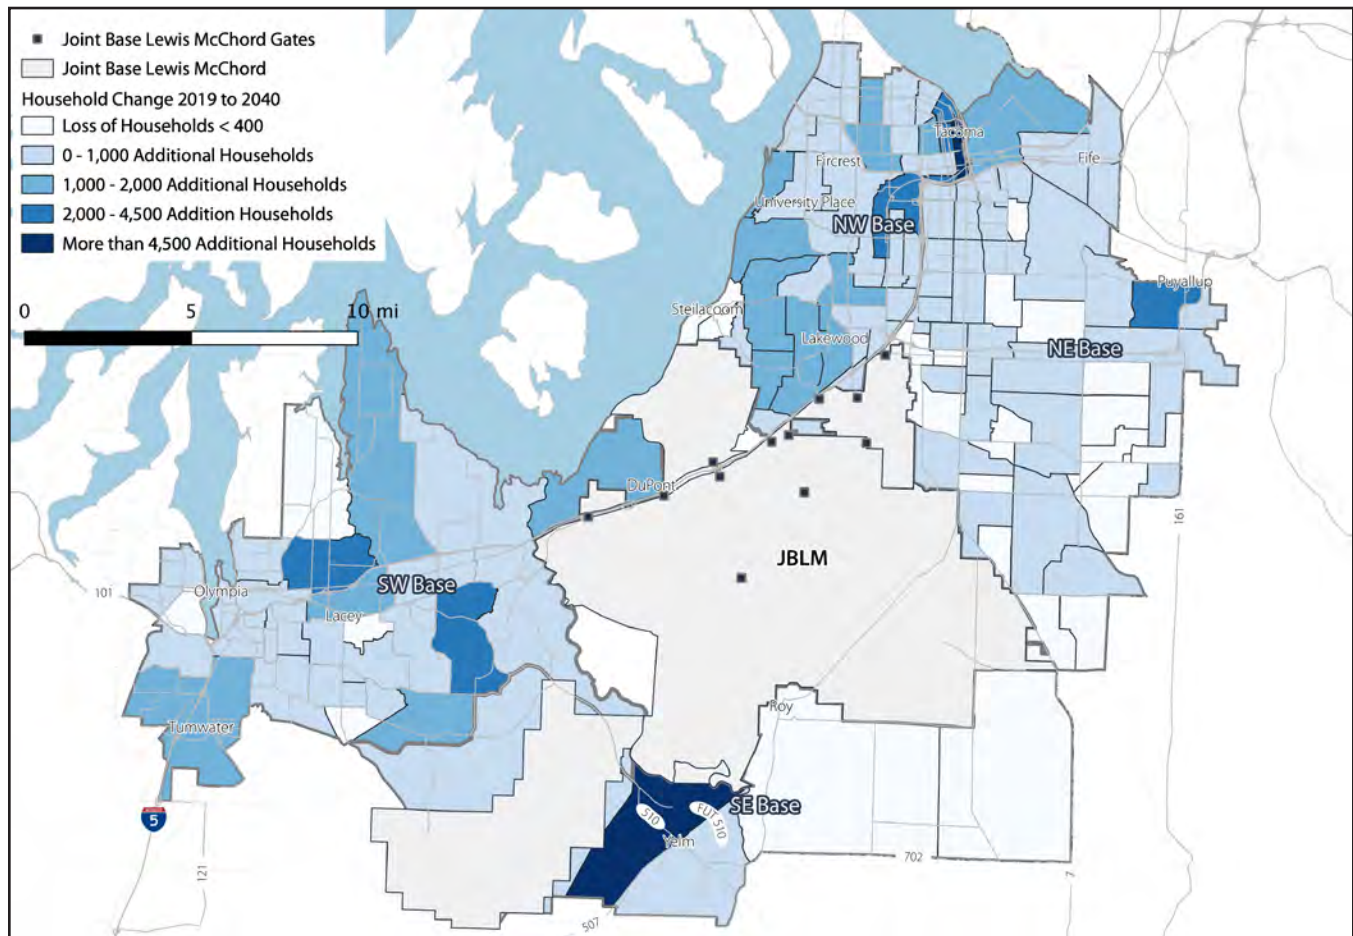 Joint Base Lewis McChord Gates
Joint Base Lewis McChord
Household Change 2019 to 2040
Loss of Households < 400
0 - 1,000 Additional Households
1,000 - 2,000 Additional Households
2,000 - 4,500 Addition Households
More than 4,500 Additional Households
0 5 10 mi
Tacoma
Fife
Fircrest
University Place
NW Base
Puyallup
Steilacoom
Lakewood
NE Base
DuPont
161
JBLM
SW Base
101
Olympia
Lacey
Roy
Tumwater
SE Base
510
FUT 510
5
Yelm
702
121
7
507